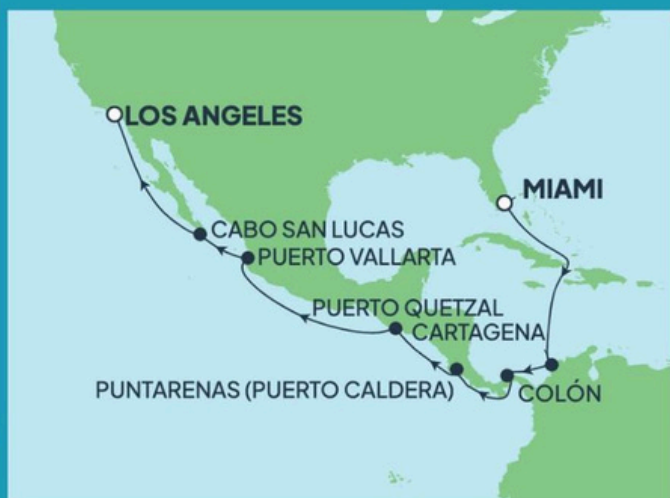 LOS ANGELES
MIAMI
CABO SAN LUCAS
PUERTO VALLARTA
PUERTO QUETZAL
CARTAGENA
PUNTARENAS (PUERTO CALDERA)
COLÓN